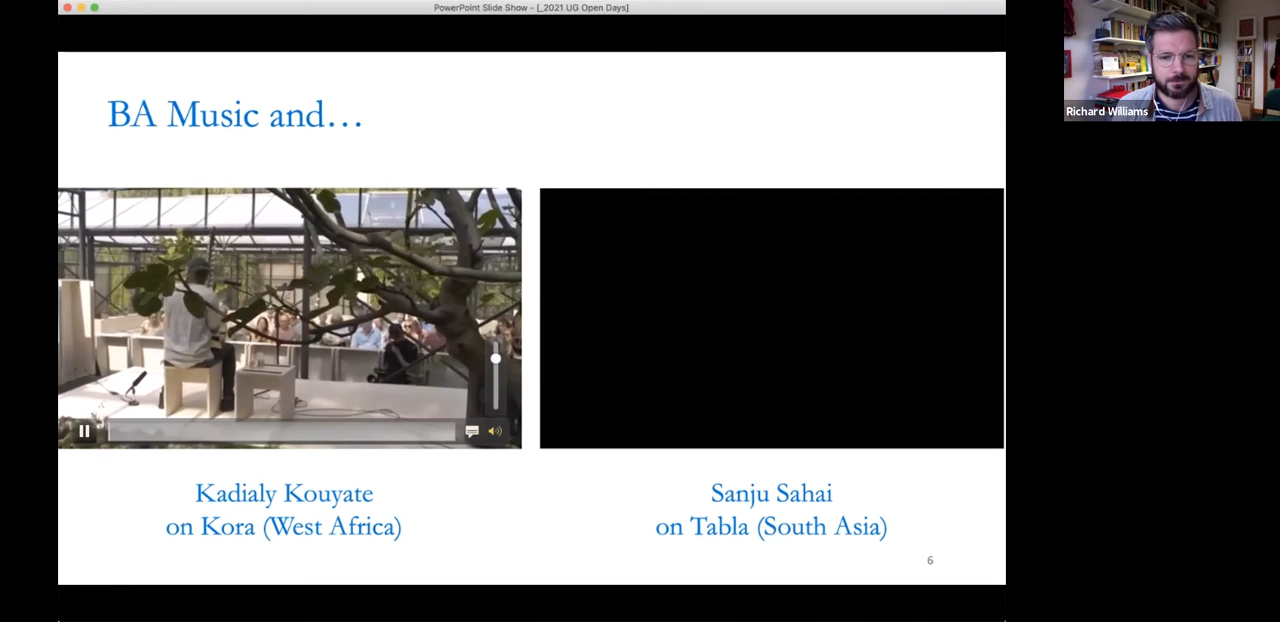 PowerPoint Slide Show - [_2021 UG Open Days]
BA Music and…
Richard Williams
Kadialy Kouyate
on Kora (West Africa)
Sanju Sahai
on Tabla (South Asia)
6